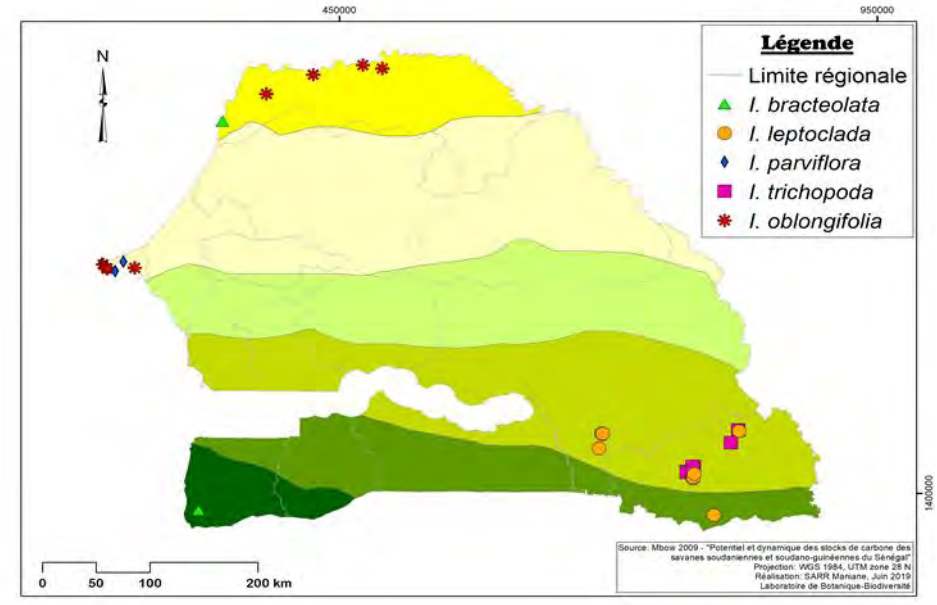 450000
950000
N
Légende
Limite régionale
I. bracteolata
I. leptoclada
I. parviflora
I. trichopoda
I. oblongifolia
1400000
Source: Mbow 2009 - "Potentiel et dynamique des stocks de carbone des
savanes soudaniennes et soudano-guinéennes du Sénégal"
Projection: WGS 1984, UTM zone 28 N
Réalisation: SARR Maniane, Juin 2019
Laboratoire de Botanique-Biodiversité
0 50 100 200 km